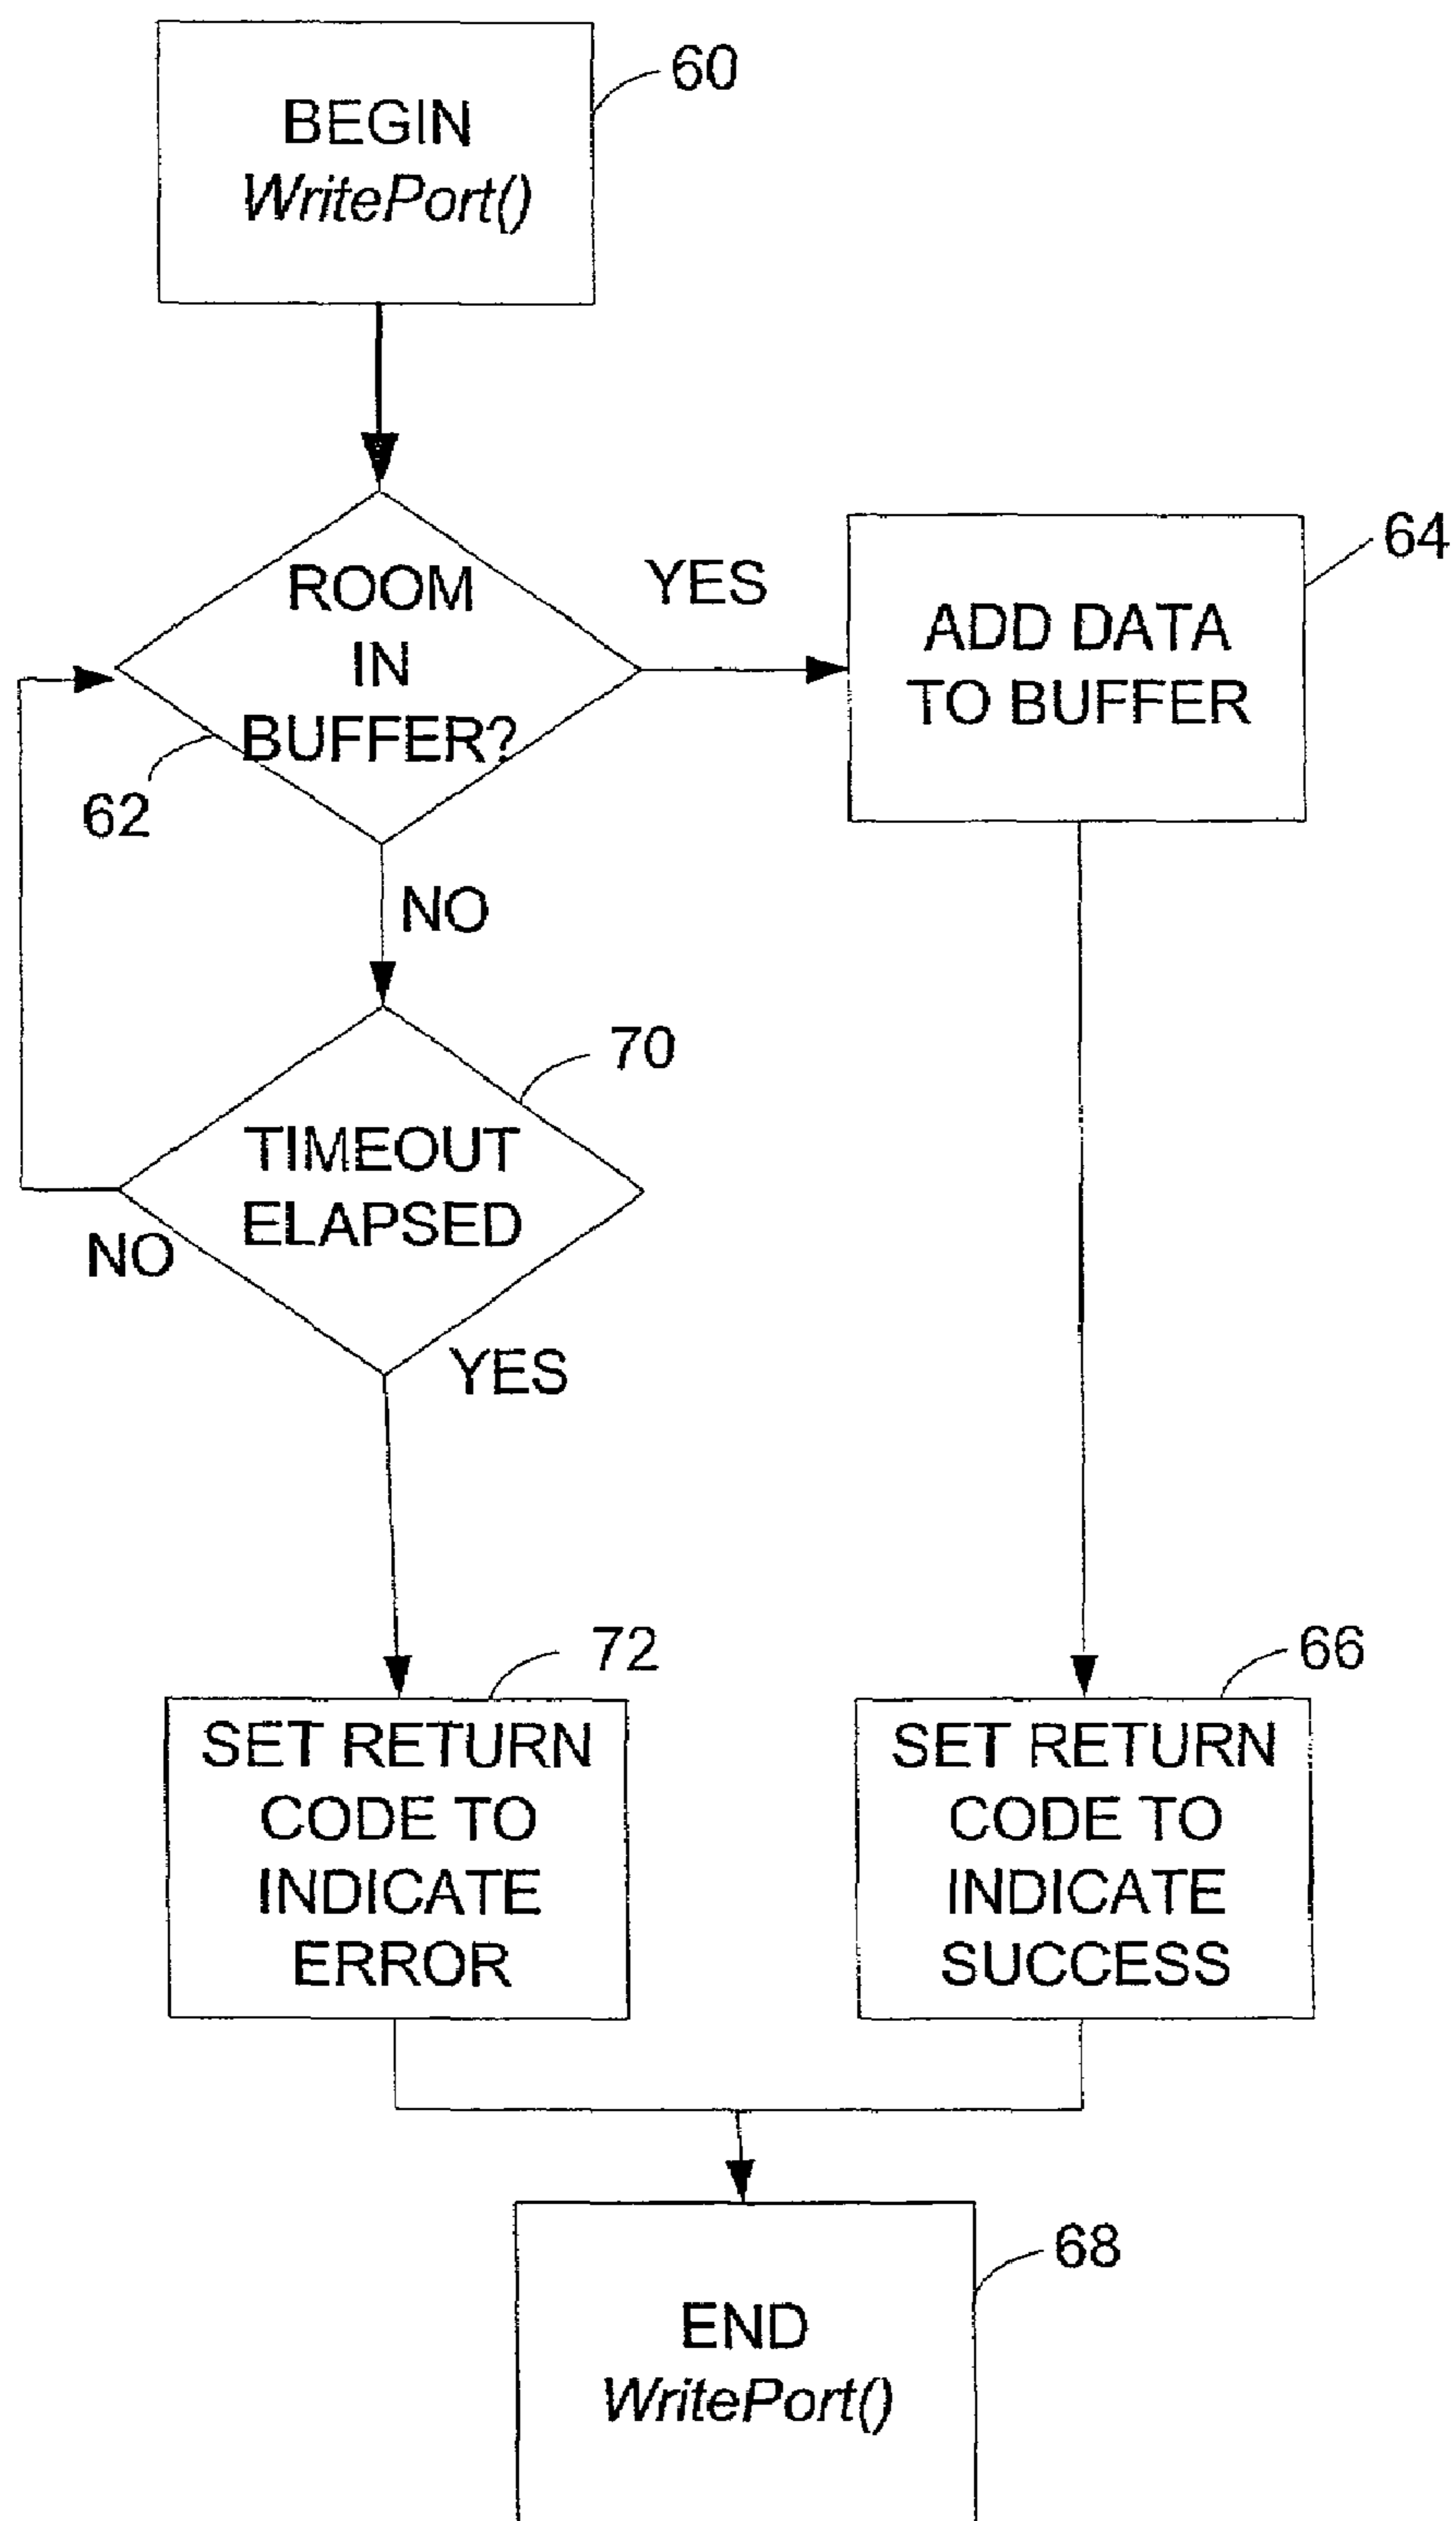 60
BEGIN
WritePort()
ROOM
IN
BUFFER?
62
YES
64
ADD DATA
TO BUFFER
NO
70
TIMEOUT
ELAPSED
NO
YES
72
SET RETURN
CODE TO
INDICATE
ERROR
66
SET RETURN
CODE TO
INDICATE
SUCCESS
68
END
WritePort()